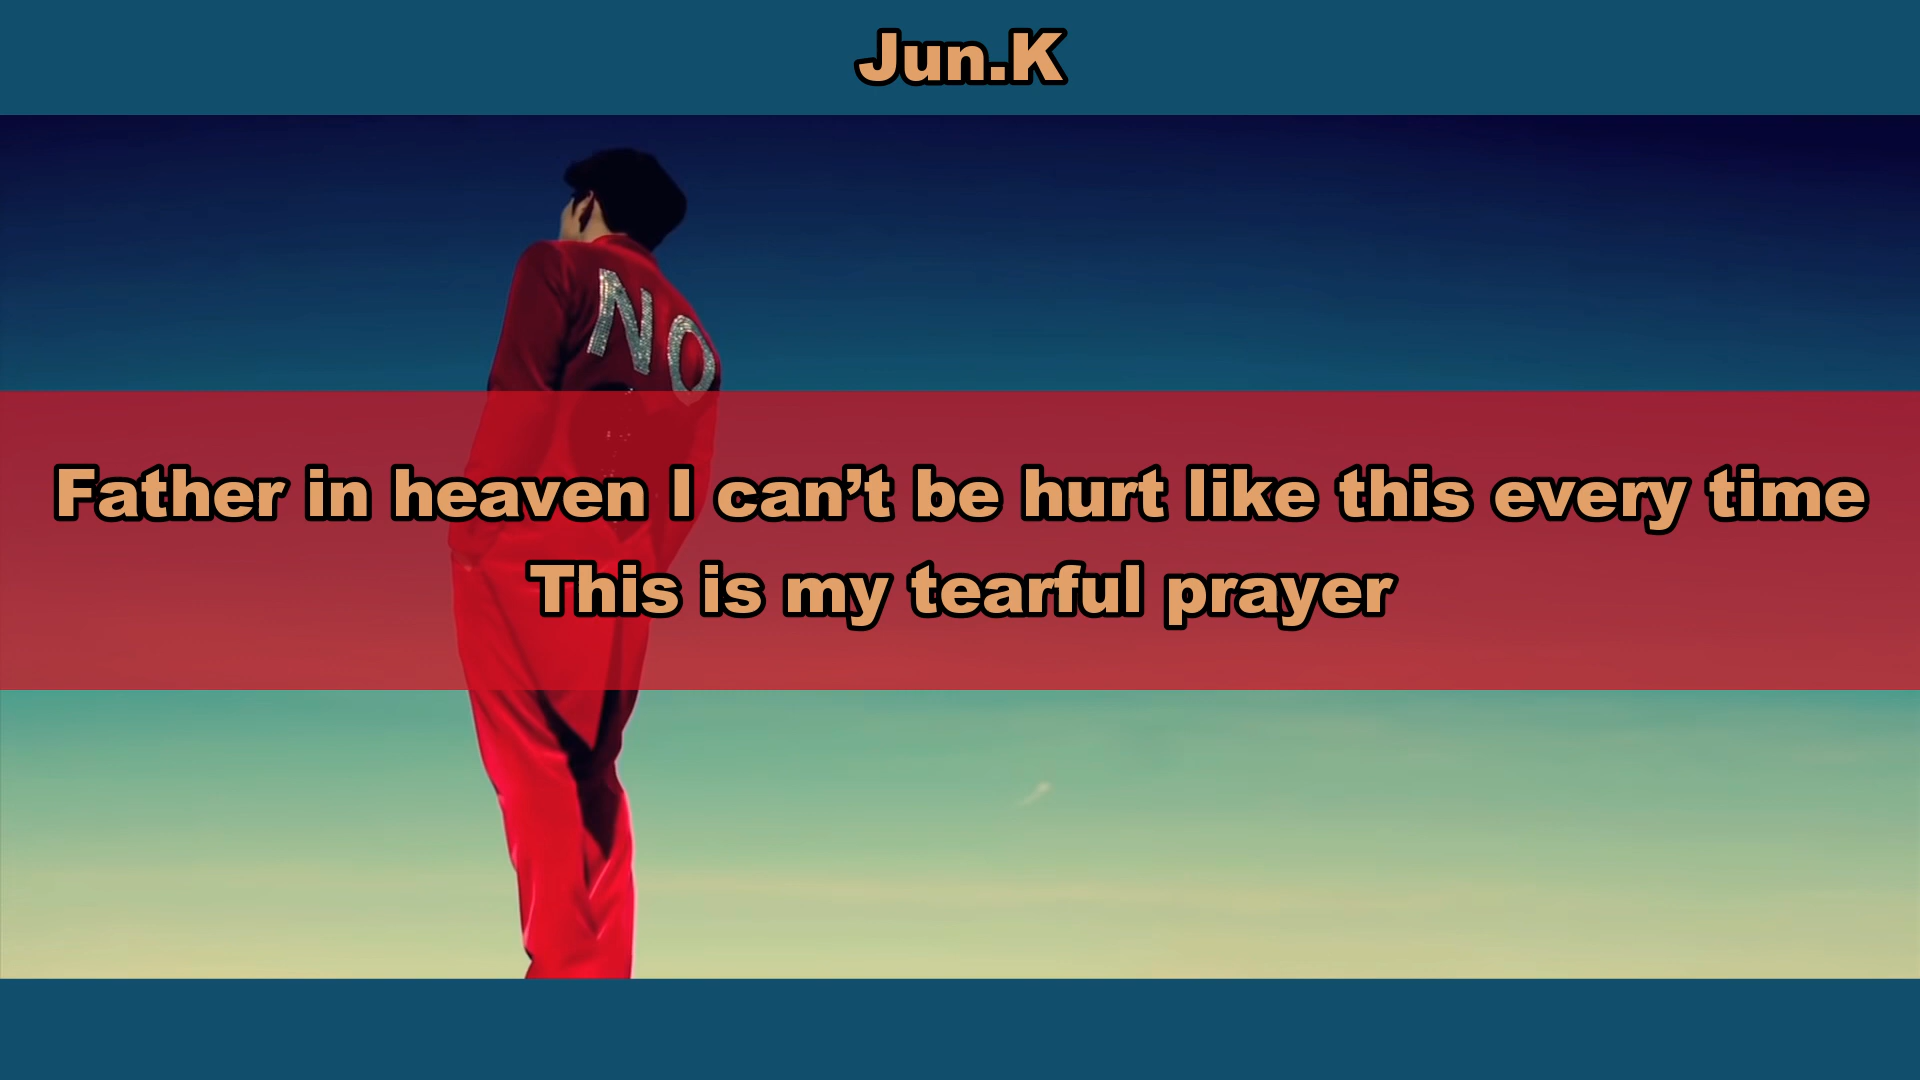 Jun.K
NO
Father in heaven I can’t be hurt like this every time
This is my tearful prayer